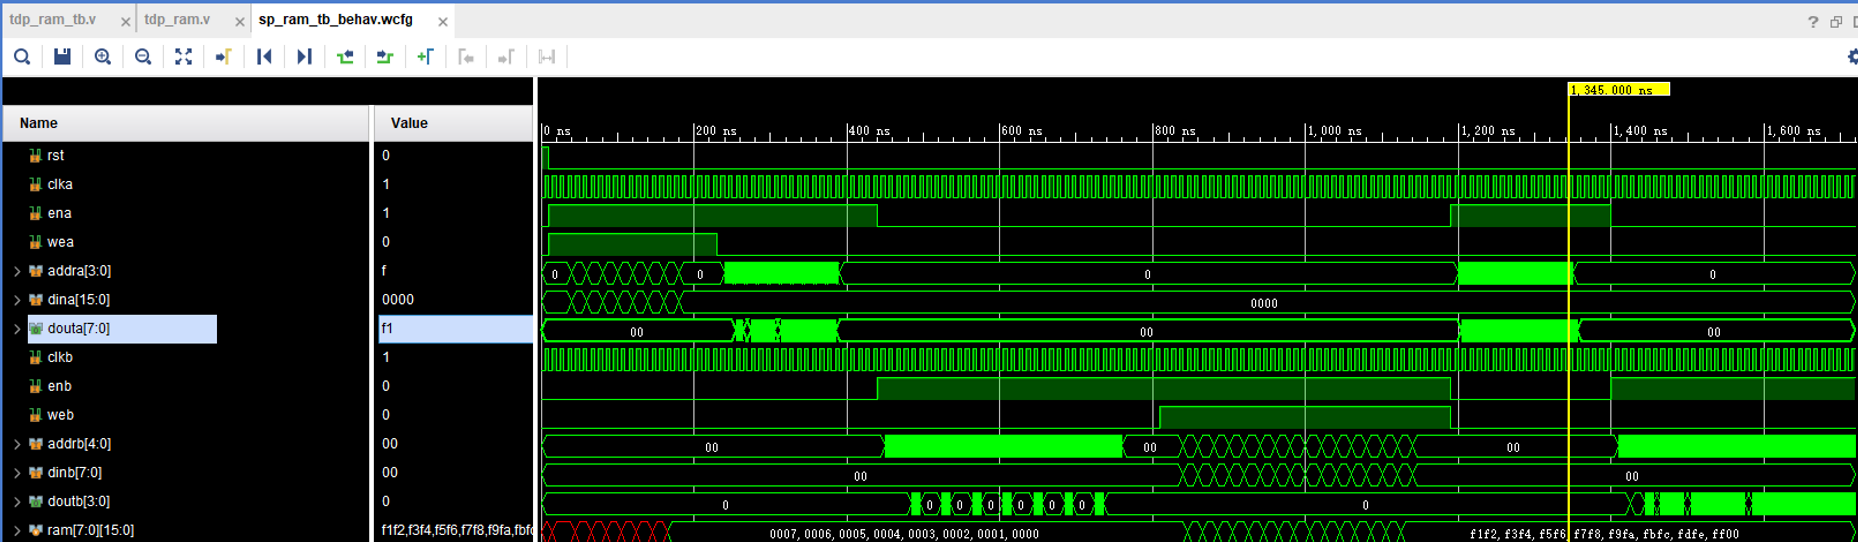 tdp_ram_tb.v × tdp_ram.v × sp_ram_tb_behav.wcfg ×
?
1,345.000 ns
Name Value
0 ns 200 ns 400 ns 600 ns 800 ns 1,000 ns 1,200 ns 1,400 ns 1,600 ns
rst 0
clka 1
ena 1
wea 0
addra[3:0] f 0 0 0 0
dina[15:0] 0000 0000
douta[7:0] f1 00 00 00
clkb 1
enb 0
web 0
addrb[4:0] 00 00 00 00
dinb[7:0] 00 00 00
doutb[3:0] 0 0 0 0 0 0 0 0 0
ram[7:0][15:0] f1f2,f3f4,f5f6,f7f8,f9fa,fbfc 0007, 0006, 0005, 0004, 0003, 0002, 0001, 0000 f1f2, f3f4, f5f6, f7f8, f9fa, fbfc, fdfe, ff00